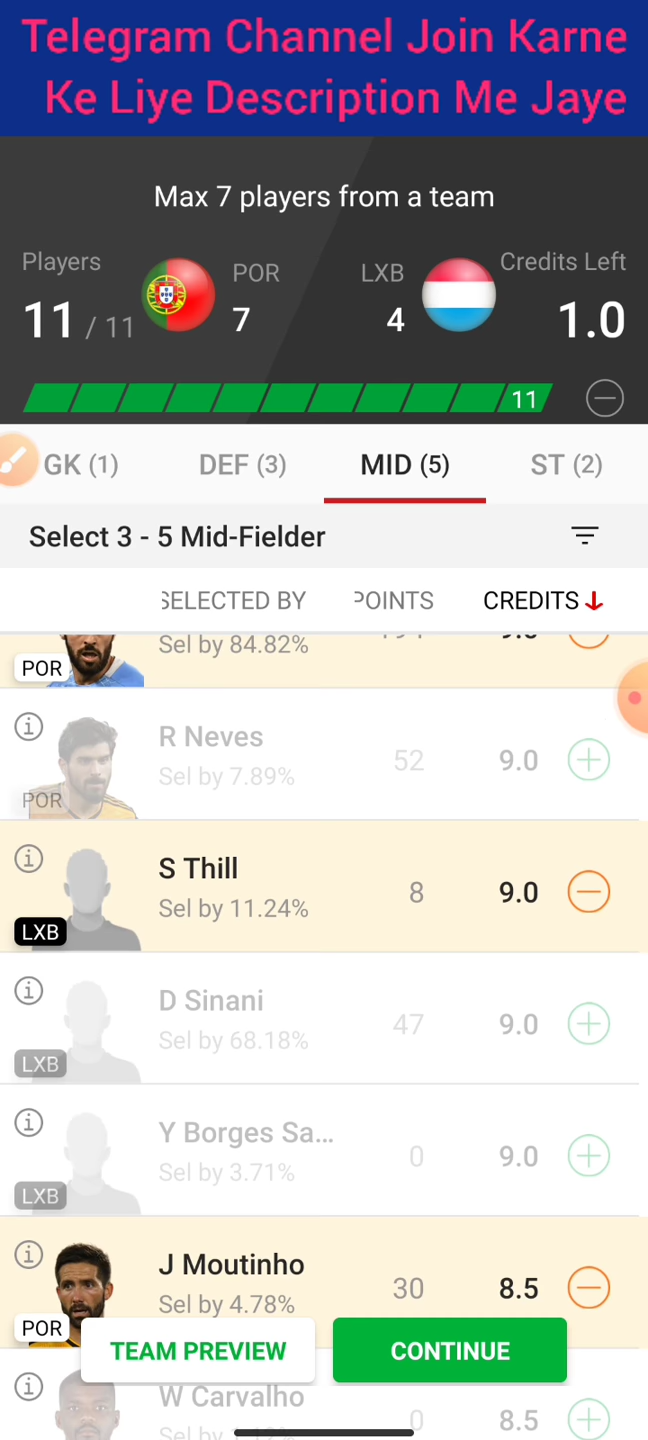 Telegram Channel Join Karne
Ke Liye Description Me Jaye
Max 7 players from a team
Players
POR
LXB
Credits Left
11 / 11
7
4
1.0
11
GK (1)
DEF (3)
MID (5)
ST (2)
Select 3 - 5 Mid-Fielder
SELECTED BY
POINTS
CREDITS
Sel by 84.82%
POR
R Neves
Sel by 7.89%
52
9.0
POR
S Thill
Sel by 11.24%
8
9.0
LXB
D Sinani
Sel by 68.18%
47
9.0
LXB
Y Borges Sa...
Sel by 3.71%
0
9.0
LXB
J Moutinho
Sel by 4.78%
30
8.5
POR
TEAM PREVIEW
CONTINUE
W Carvalho
Sel by
0
8.5